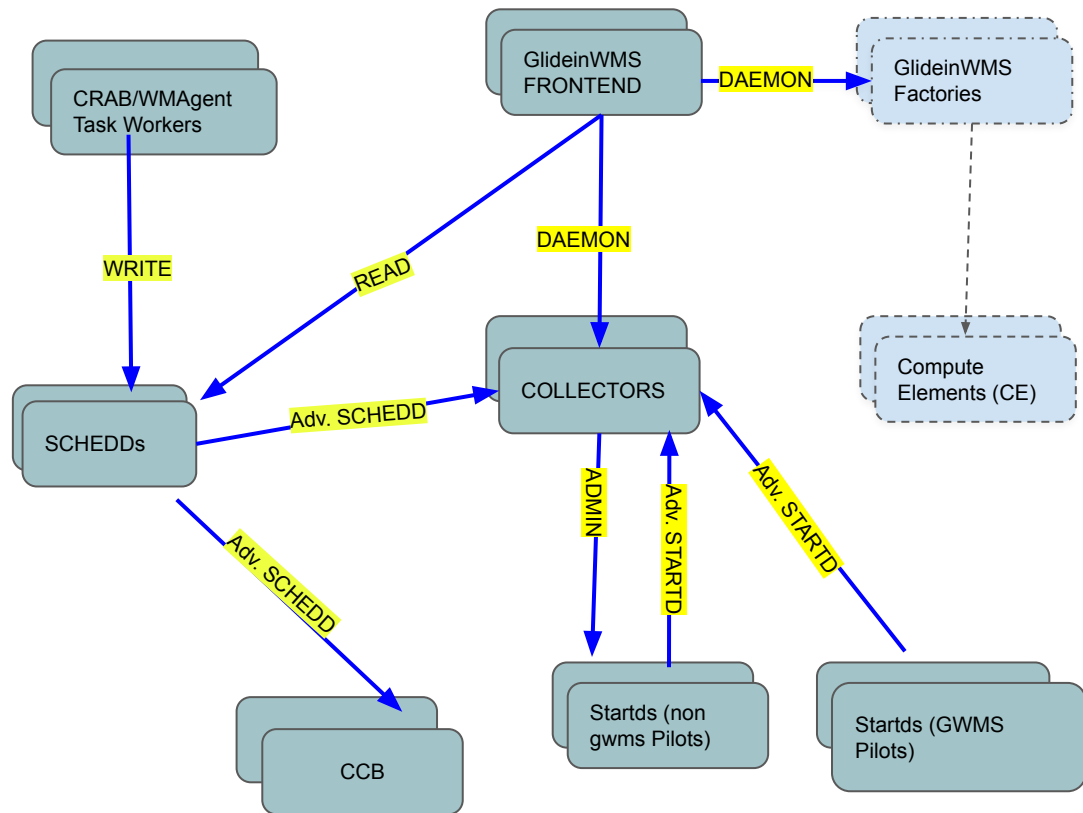 GlideinWMS
FRONTEND
GlideinWMS
Factories
CRAB/WMAgent
Task Workers
DAEMON
WRITE
READ
DAEMON
COLLECTORS
Compute
Elements (CE)
SCHEDDs
Adv. SCHEDD
ADMIN
Adv. STARTD
Adv. STARTD
Adv. SCHEDD
Startds (non
gwms Pilots)
Startds (GWMS
Pilots)
CCB